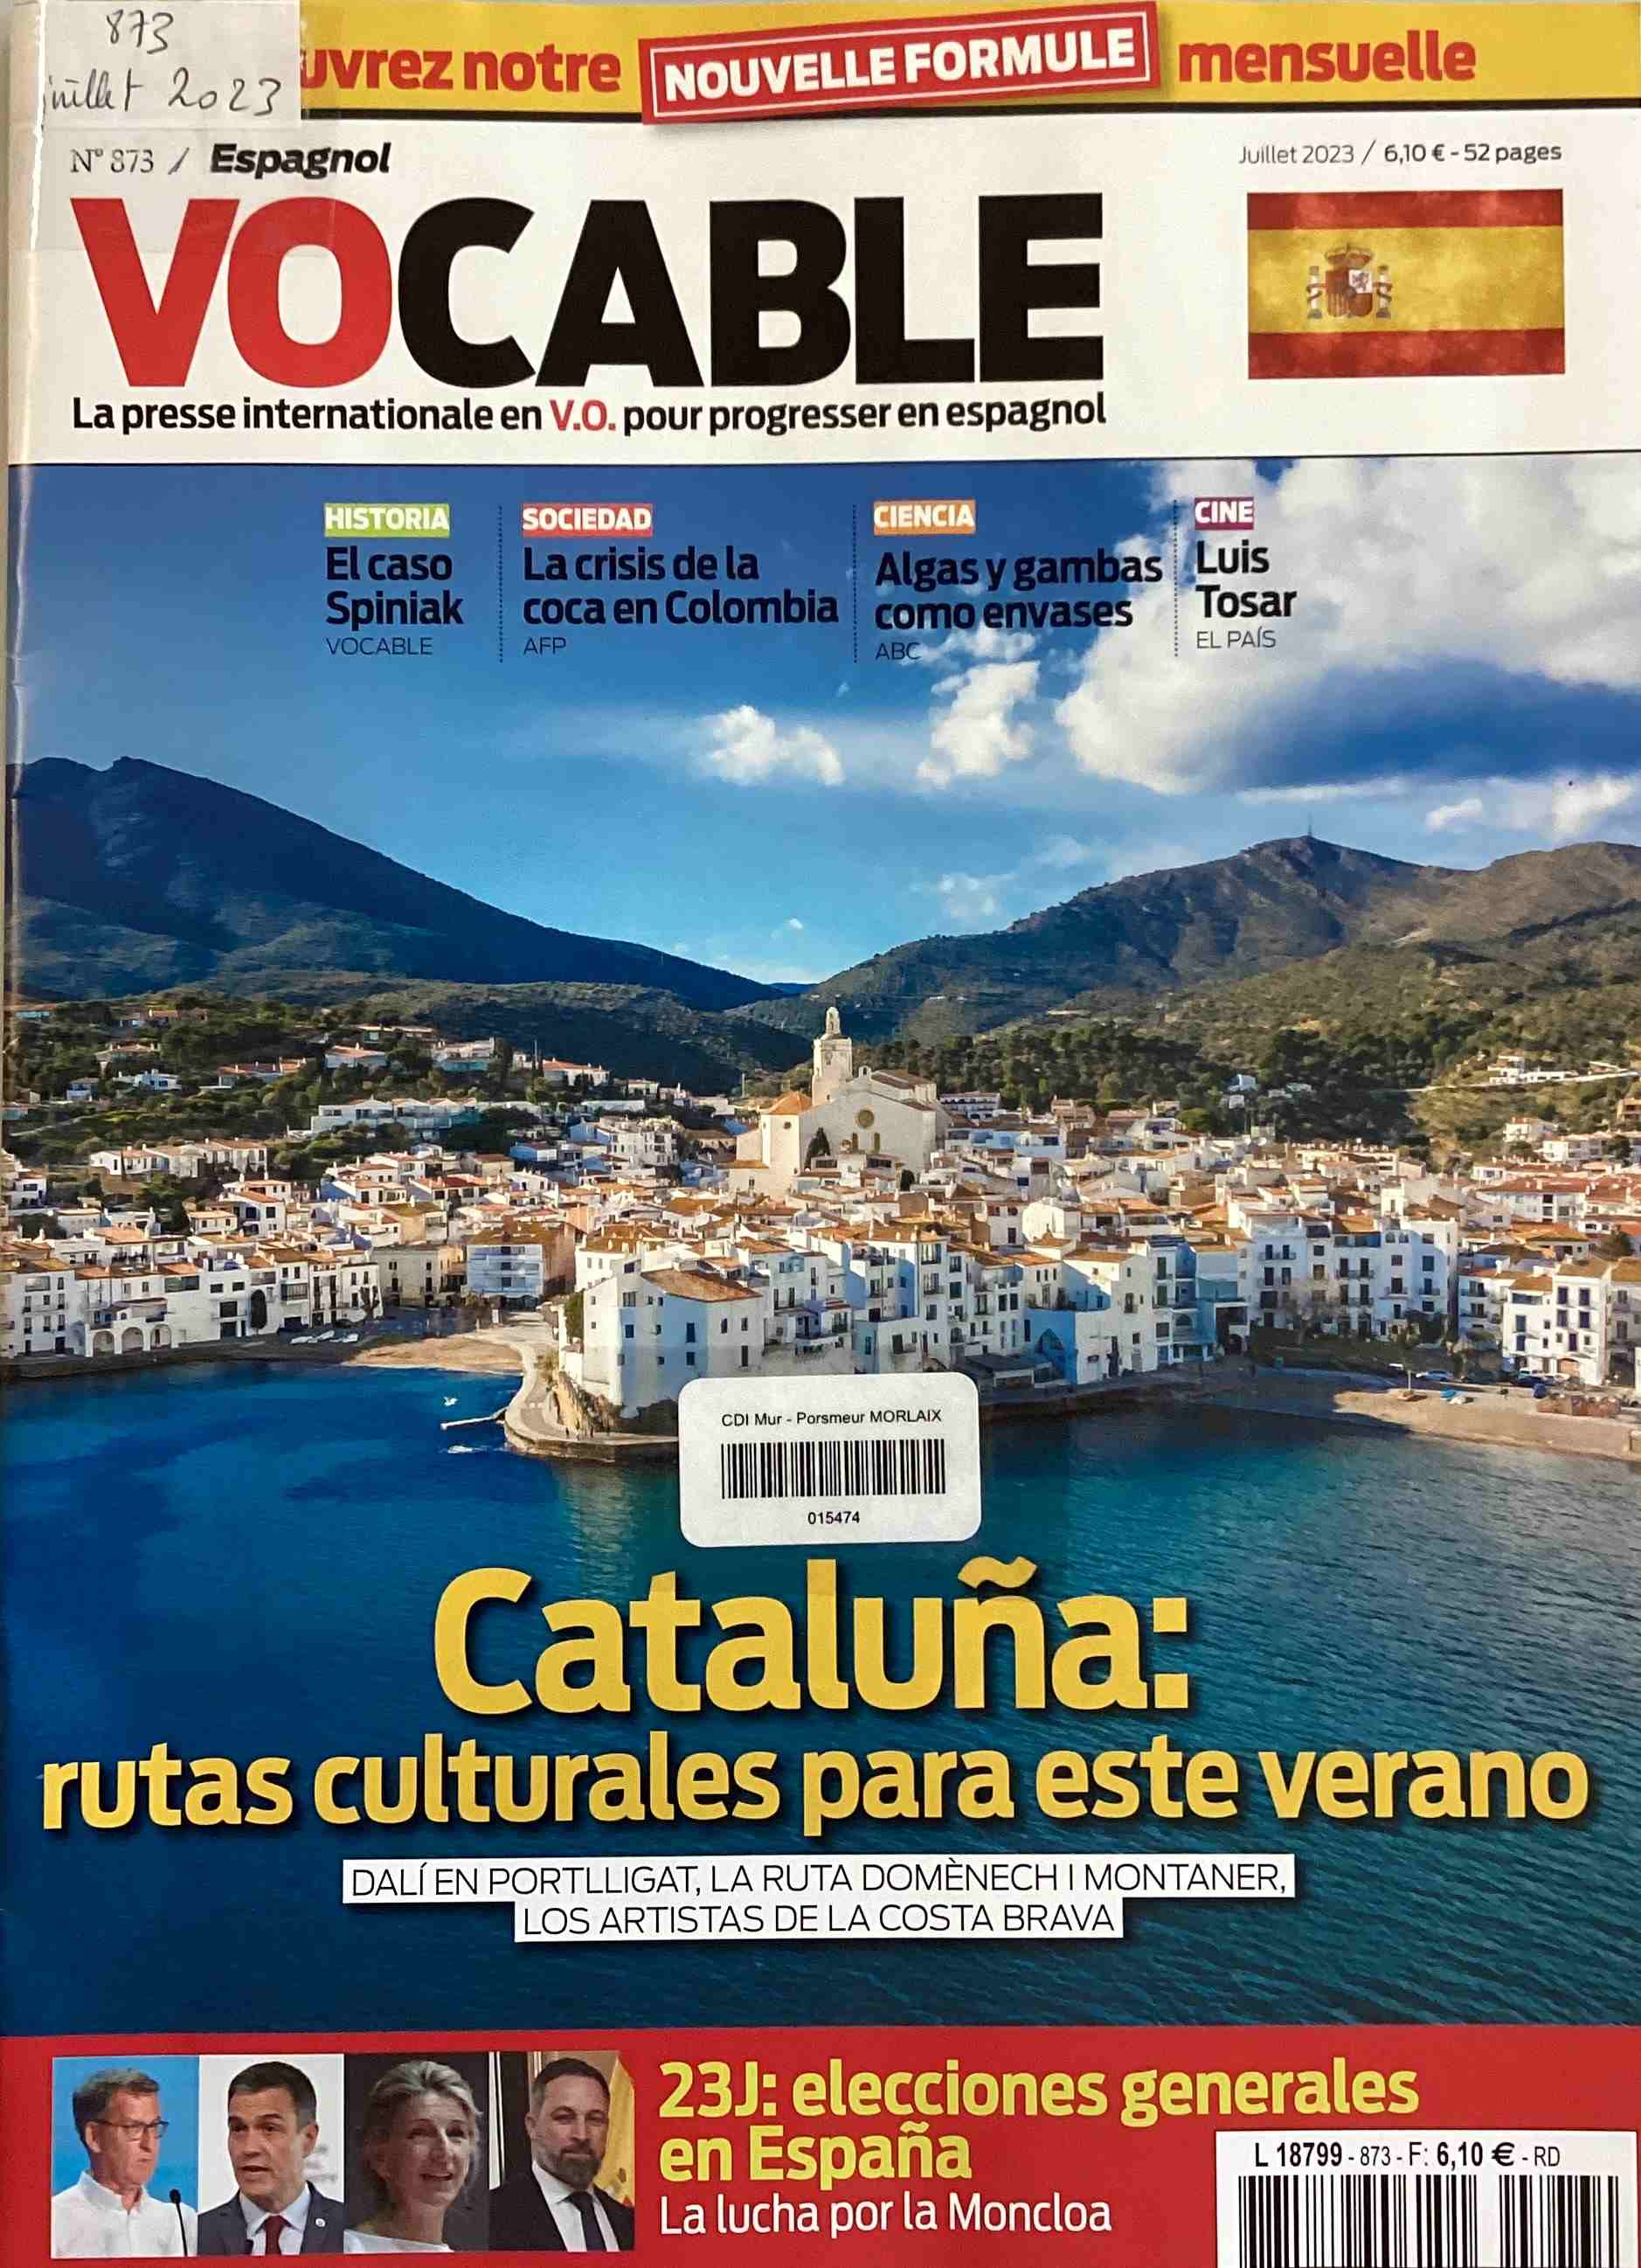 873
juillet 2023
uvrez notre NOUVELLE FORMULE mensuelle
N° 873 / Espagnol
Juillet 2023 / 6,10 € - 52 pages
VOCABLE
La presse internationale en V.O. pour progresser en espagnol
HISTORIA
El caso
Spiniak
VOCABLE
SOCIEDAD
La crisis de la
coca en Colombia
AFP
CIENCIA
Algas y gambas
como envases
ABC
CINE
Luis
Tosar
EL PAÍS
CDI Mur - Porsmeur MORLAIX
015474
Cataluña:
rutas culturales para este verano
DALÍ EN PORTLLIGAT, LA RUTA DOMÈNECH I MONTANER,
LOS ARTISTAS DE LA COSTA BRAVA
23J: elecciones generales
en España
La lucha por la Moncloa
L 18799 - 873 - F: 6,10 € - RD